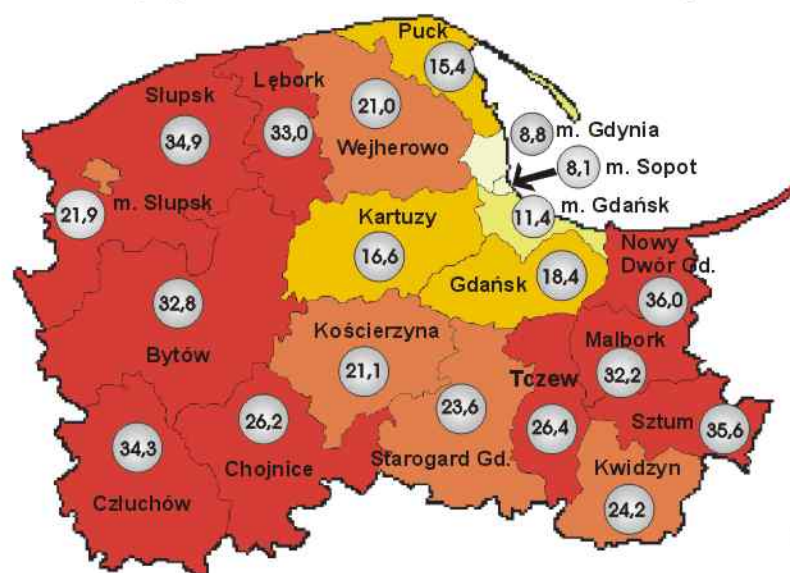 Puck
15,4
Lębork
33,0
Słupsk
34,9
21,0
Wejherowo
8,8 m. Gdynia
8,1 m. Sopot
11,4 m. Gdańsk
21,9 m. Słupsk
Kartuzy
16,6
Gdańsk 18,4
Nowy
Dwór Gd.
36,0
32,8
Bytów
Kościerzyna
21,1
Malbork
32,2
Tczew
26,4
23,6
Starogard Gd.
Sztum 35,6
26,2
Chojnice
34,3
Człuchów
Kwidzyn
24,2